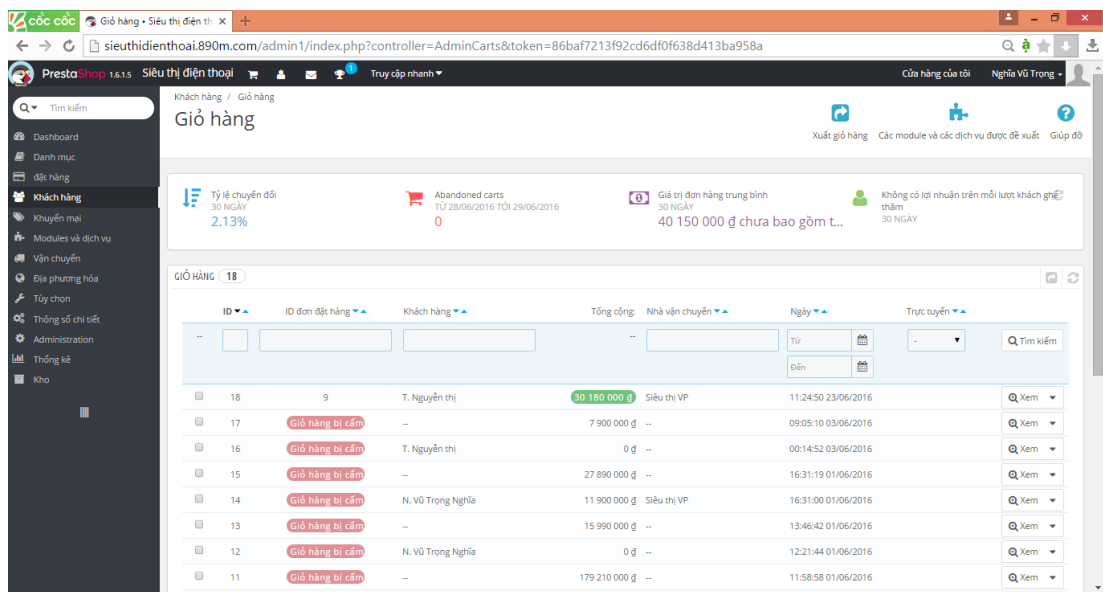 cốc cốc Giỏ hàng • Siêu thị điện th
sieuthidienthoai.890m.com/admin1/index.php?controller=AdminCarts&token=86baf7213f92cd6df0f638d413ba958a
PrestaShop 1.6.1.5 Siêu thị điện thoại 1 Truy cập nhanh Cửa hàng của tôi Nghĩa Vũ Trọng
Tìm kiếm
Dashboard
Danh mục
đặt hàng
Khách hàng
Khuyến mại
Modules và dịch vụ
Vận chuyển
Địa phương hóa
Tùy chọn
Thông số chi tiết
Administration
Thống kê
Kho
Khách hàng / Giỏ hàng
Giỏ hàng
Xuất giỏ hàng Các module và các dịch vụ được đề xuất Giúp đỡ
Tỷ lệ chuyển đổi
30 NGÀY
2.13%
Abandoned carts
TỪ 28/06/2016 TỚI 29/06/2016
0
Giá trị đơn hàng trung bình
30 NGÀY
40 150 000 ₫ chưa bao gồm t...
Không có lợi nhuận trên mỗi lượt khách ghé
thăm
30 NGÀY
GIỎ HÀNG 18
ID ID đơn đặt hàng Khách hàng Tổng cộng: Nhà vận chuyển Ngày Trực tuyến
-- -- Từ - Tìm kiếm
Đến
18 9 T. Nguyễn thị 30 180 000 ₫ Siêu thị VP 11:24:50 23/06/2016 Xem
17 Giỏ hàng bị cấm -- 7 900 000 ₫ -- 09:05:10 03/06/2016 Xem
16 Giỏ hàng bị cấm T. Nguyễn thị 0 ₫ -- 00:14:52 03/06/2016 Xem
15 Giỏ hàng bị cấm -- 27 890 000 ₫ -- 16:31:19 01/06/2016 Xem
14 Giỏ hàng bị cấm N. Vũ Trọng Nghĩa 11 900 000 ₫ Siêu thị VP 16:31:00 01/06/2016 Xem
13 Giỏ hàng bị cấm -- 15 990 000 ₫ -- 13:46:42 01/06/2016 Xem
12 Giỏ hàng bị cấm N. Vũ Trọng Nghĩa 0 ₫ -- 12:21:44 01/06/2016 Xem
11 Giỏ hàng bị cấm -- 179 210 000 ₫ -- 11:58:58 01/06/2016 Xem